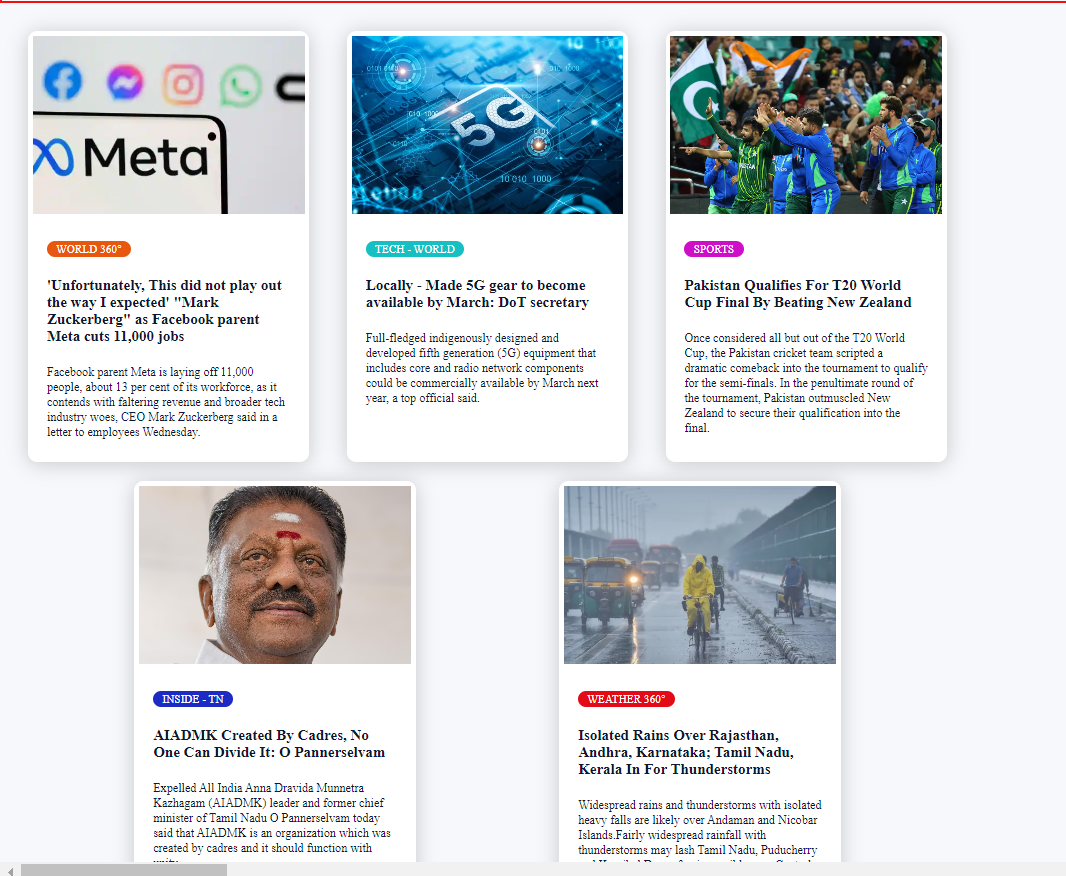 Meta
5G
WORLD 360°
'Unfortunately, This did not play out
the way I expected' "Mark
Zuckerberg" as Facebook parent
Meta cuts 11,000 jobs
Facebook parent Meta is laying off 11,000
people, about 13 per cent of its workforce, as it
contends with faltering revenue and broader tech
industry woes, CEO Mark Zuckerberg said in a
letter to employees Wednesday.
TECH - WORLD
Locally - Made 5G gear to become
available by March: DoT secretary
Full-fledged indigenously designed and
developed fifth generation (5G) equipment that
includes core and radio network components
could be commercially available by March next
year, a top official said.
SPORTS
Pakistan Qualifies For T20 World
Cup Final By Beating New Zealand
Once considered all but out of the T20 World
Cup, the Pakistan cricket team scripted a
dramatic comeback into the tournament to qualify
for the semi-finals. In the penultimate round of
the tournament, Pakistan outmuscled New
Zealand to secure their qualification into the
final.
INSIDE - TN
AIADMK Created By Cadres, No
One Can Divide It: O Pannerselvam
Expelled All India Anna Dravida Munnetra
Kazhagam (AIADMK) leader and former chief
minister of Tamil Nadu O Pannerselvam today
said that AIADMK is an organization which was
created by cadres and it should function with
WEATHER 360°
Isolated Rains Over Rajasthan,
Andhra, Karnataka; Tamil Nadu,
Kerala In For Thunderstorms
Widespread rains and thunderstorms with isolated
heavy falls are likely over Andaman and Nicobar
Islands.Fairly widespread rainfall with
thunderstorms may lash Tamil Nadu, Puducherry